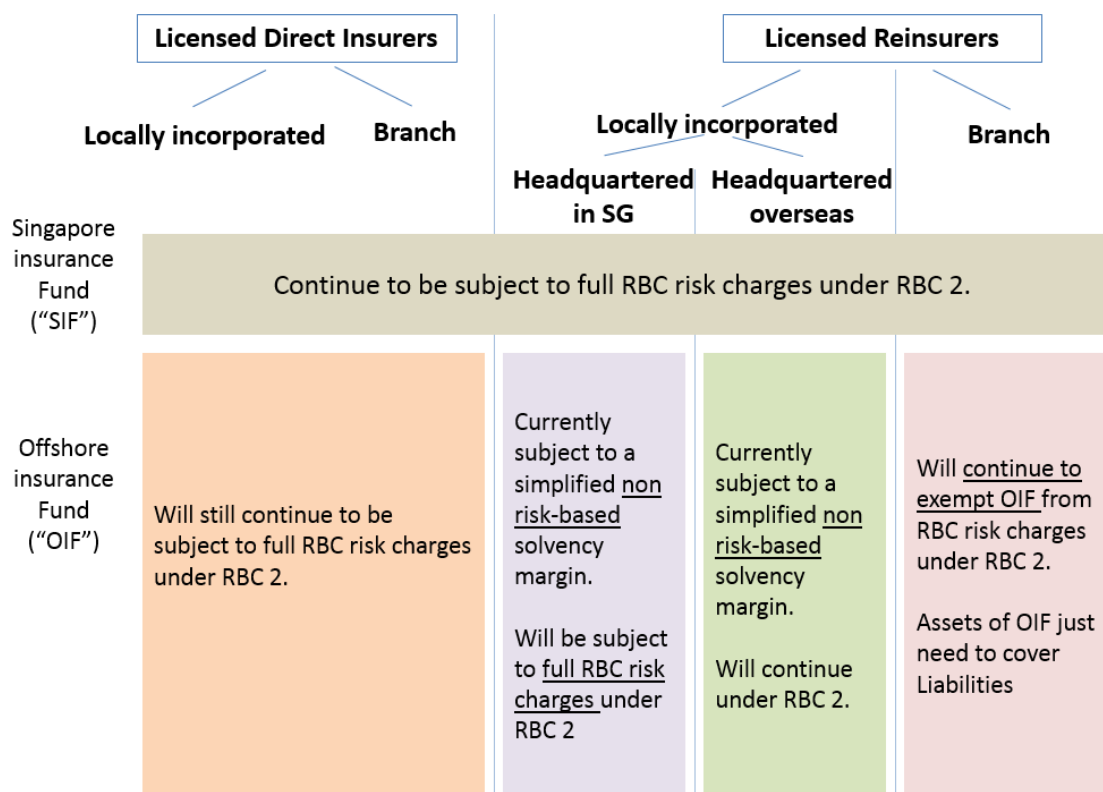 Licensed Direct Insurers
Licensed Reinsurers
Locally incorporated
Branch
Locally incorporated
Branch
Headquartered
in SG
Headquartered
overseas
Singapore
insurance
Fund
(“SIF”)
Continue to be subject to full RBC risk charges under RBC 2.
Offshore
insurance
Fund
(“OIF”)
Will still continue to be
subject to full RBC risk charges
under RBC 2.
Currently
subject to a
simplified non
risk-based
solvency
margin.
Will be subject
to full RBC risk
charges under
RBC 2
Currently
subject to a
simplified non
risk-based
solvency
margin.
Will continue
under RBC 2.
Will continue to
exempt OIF from
RBC risk charges
under RBC 2.
Assets of OIF just
need to cover
Liabilities